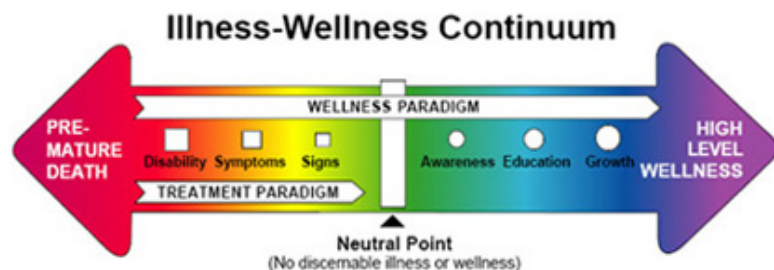 Illness-Wellness Continuum
WELLNESS PARADIGM
PRE-
MATURE
DEATH
Disability Symptoms Signs Awareness Education Growth
HIGH
LEVEL
WELLNESS
TREATMENT PARADIGM
Neutral Point
(No discernable illness or wellness)